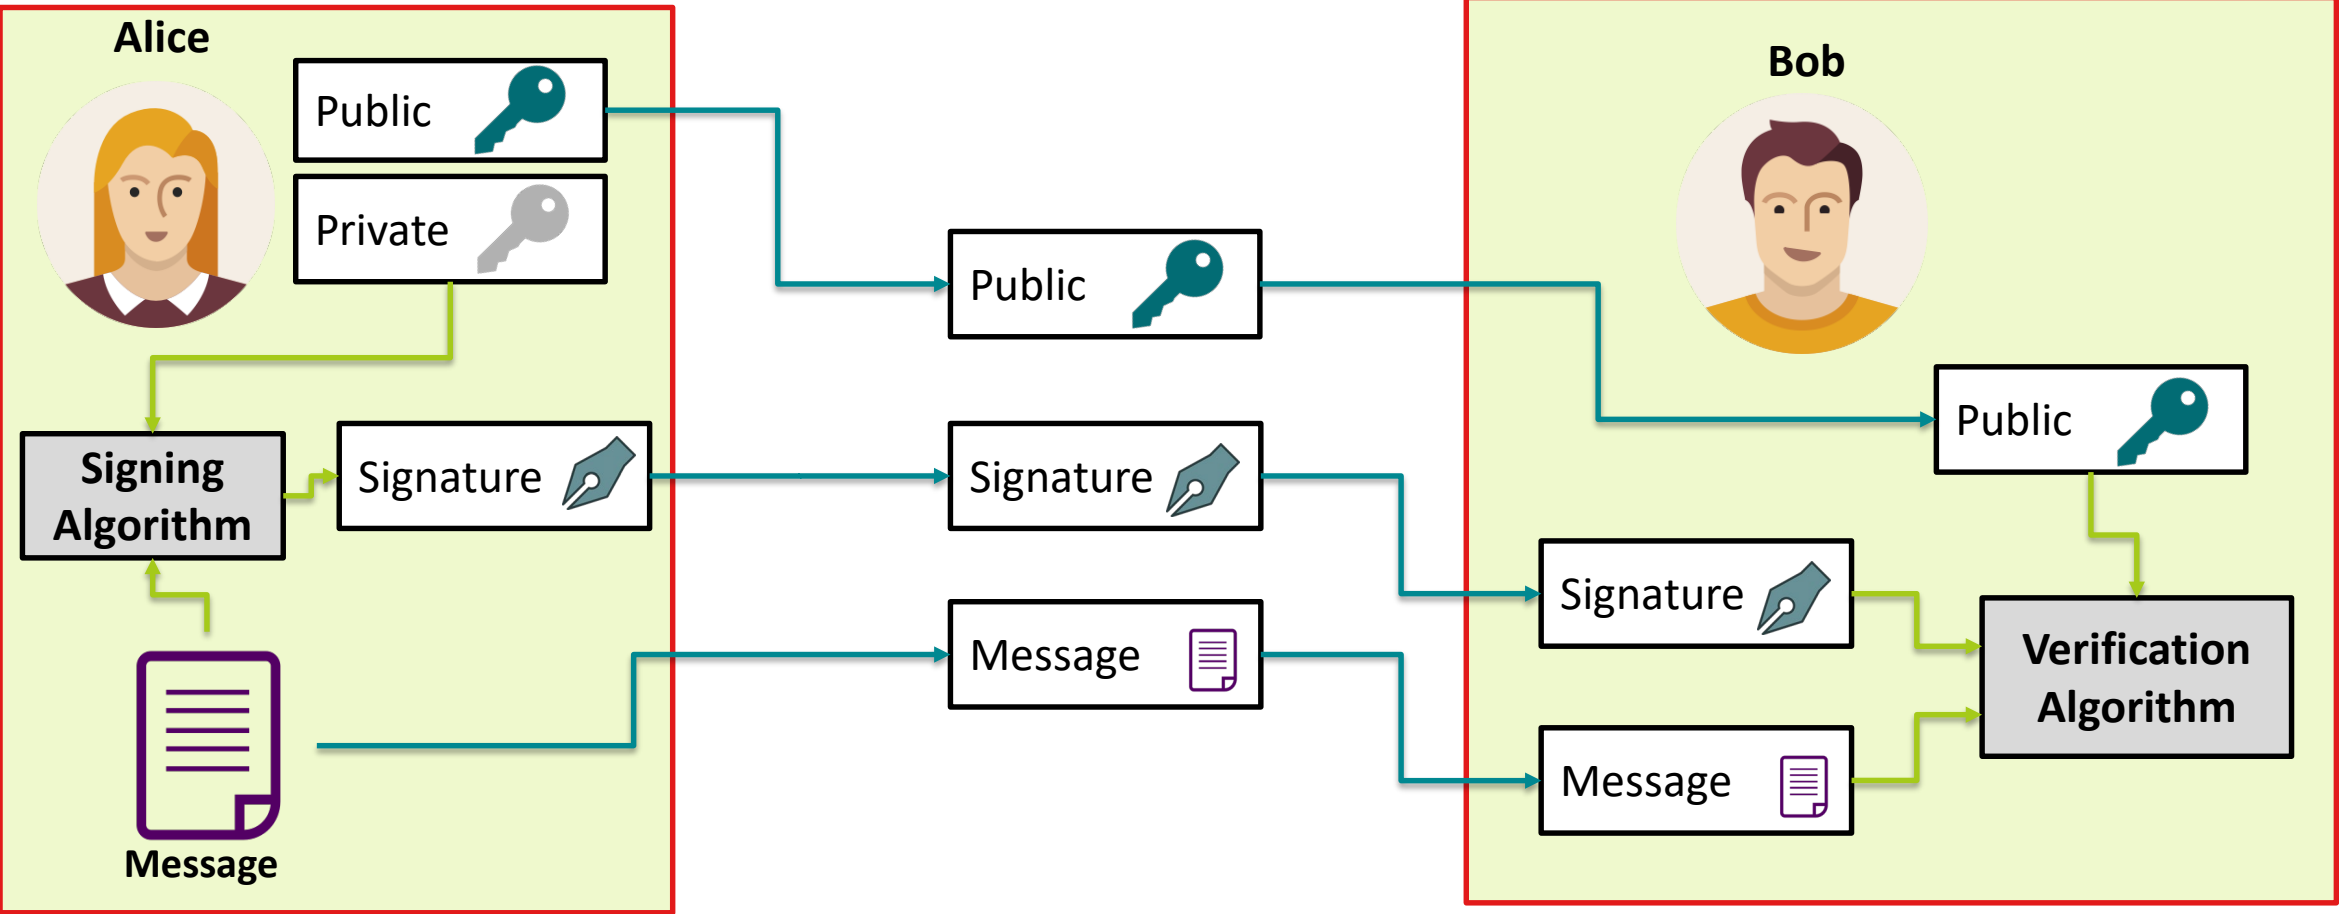 Alice
Public
Private
Signing
Algorithm
Signature
Message
Public
Signature
Message
Bob
Public
Signature
Message
Verification
Algorithm